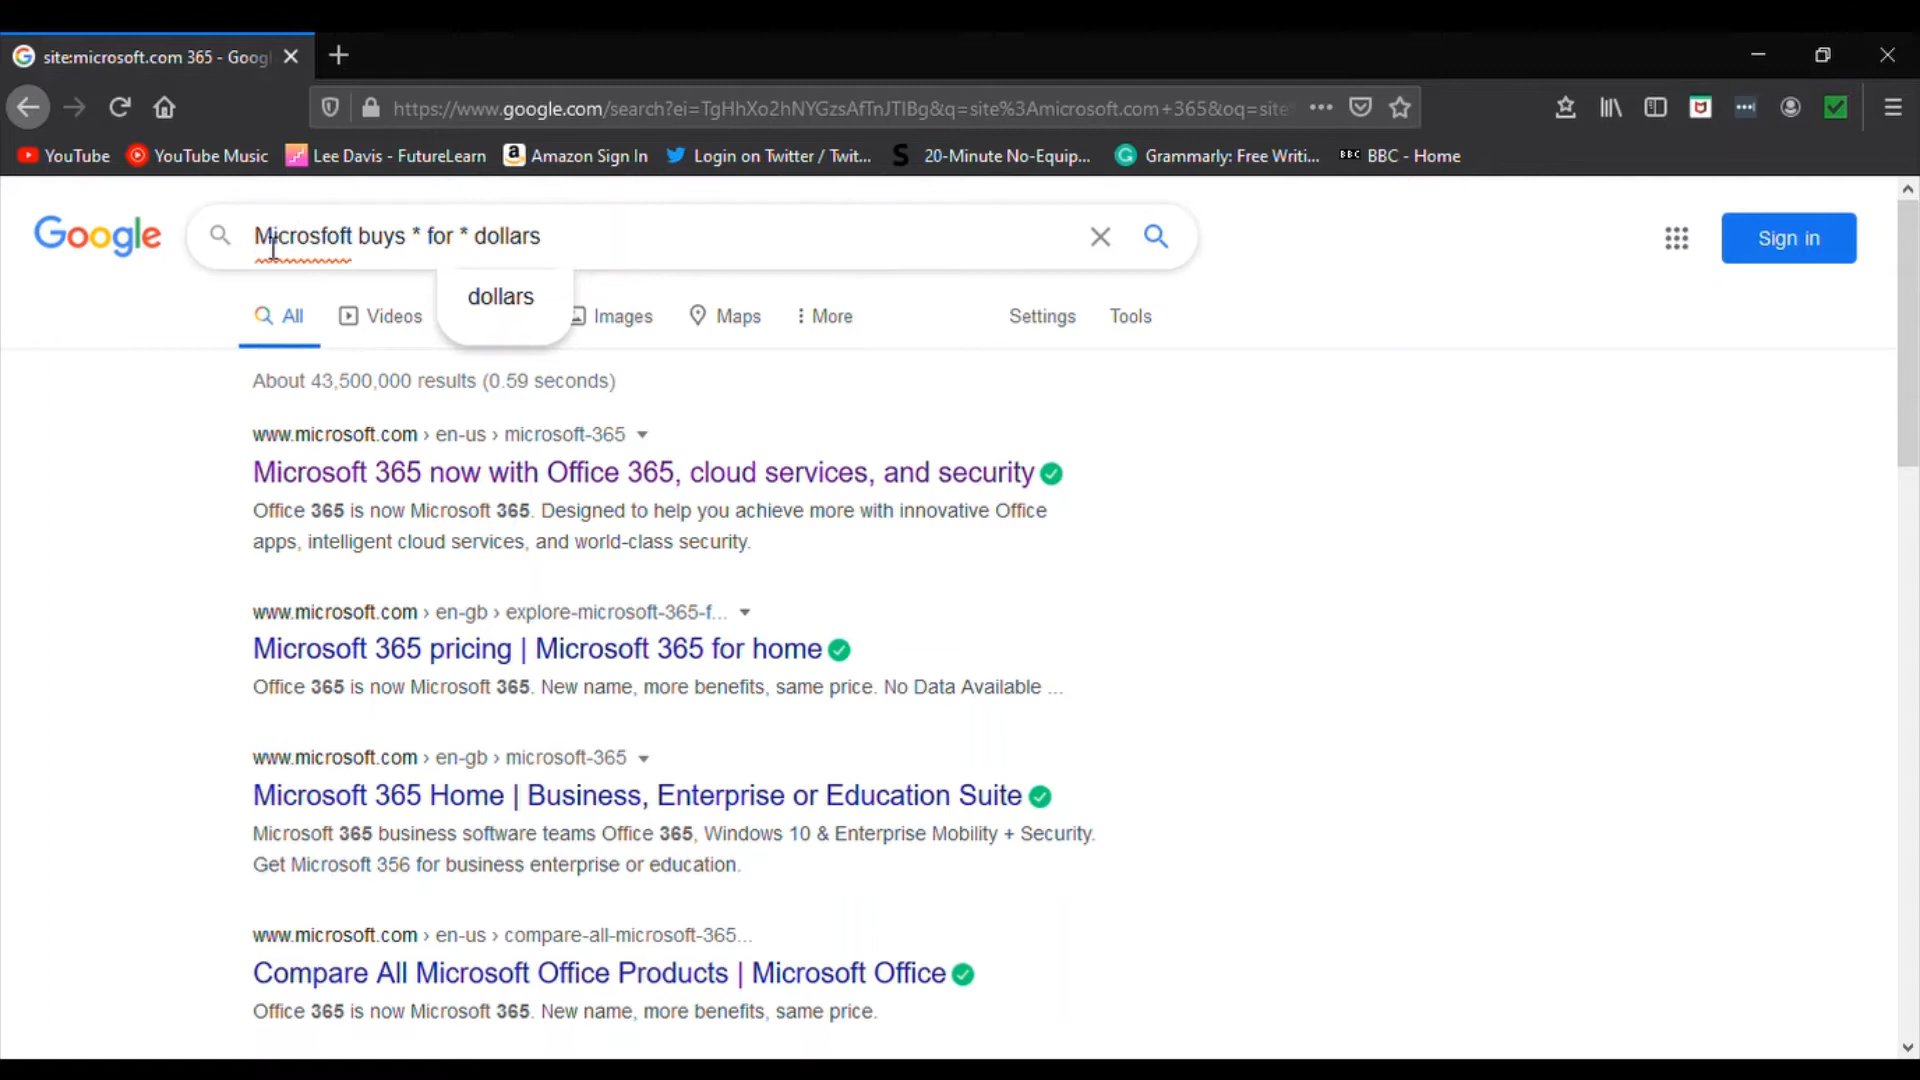 site:microsoft.com 365 - Googl
https://www.google.com/search?ei=TgHhXo2hNYGzsAfTnJTIBg&q=site%3Amicrosoft.com+365&oq=site
YouTube YouTube Music Lee Davis - FutureLearn Amazon Sign In Login on Twitter / Twit... 20-Minute No-Equip... Grammarly: Free Writi... BBC BBC - Home
Google Microsfoft buys * for * dollars Sign in
dollars
All Videos Images Maps More Settings Tools
About 43,500,000 results (0.59 seconds)
www.microsoft.com › en-us › microsoft-365
Microsoft 365 now with Office 365, cloud services, and security
Office 365 is now Microsoft 365. Designed to help you achieve more with innovative Office
apps, intelligent cloud services, and world-class security.
www.microsoft.com › en-gb › explore-microsoft-365-f...
Microsoft 365 pricing | Microsoft 365 for home
Office 365 is now Microsoft 365. New name, more benefits, same price. No Data Available ...
www.microsoft.com › en-gb › microsoft-365
Microsoft 365 Home | Business, Enterprise or Education Suite
Microsoft 365 business software teams Office 365, Windows 10 & Enterprise Mobility + Security.
Get Microsoft 356 for business enterprise or education.
www.microsoft.com › en-us › compare-all-microsoft-365...
Compare All Microsoft Office Products | Microsoft Office
Office 365 is now Microsoft 365. New name, more benefits, same price.